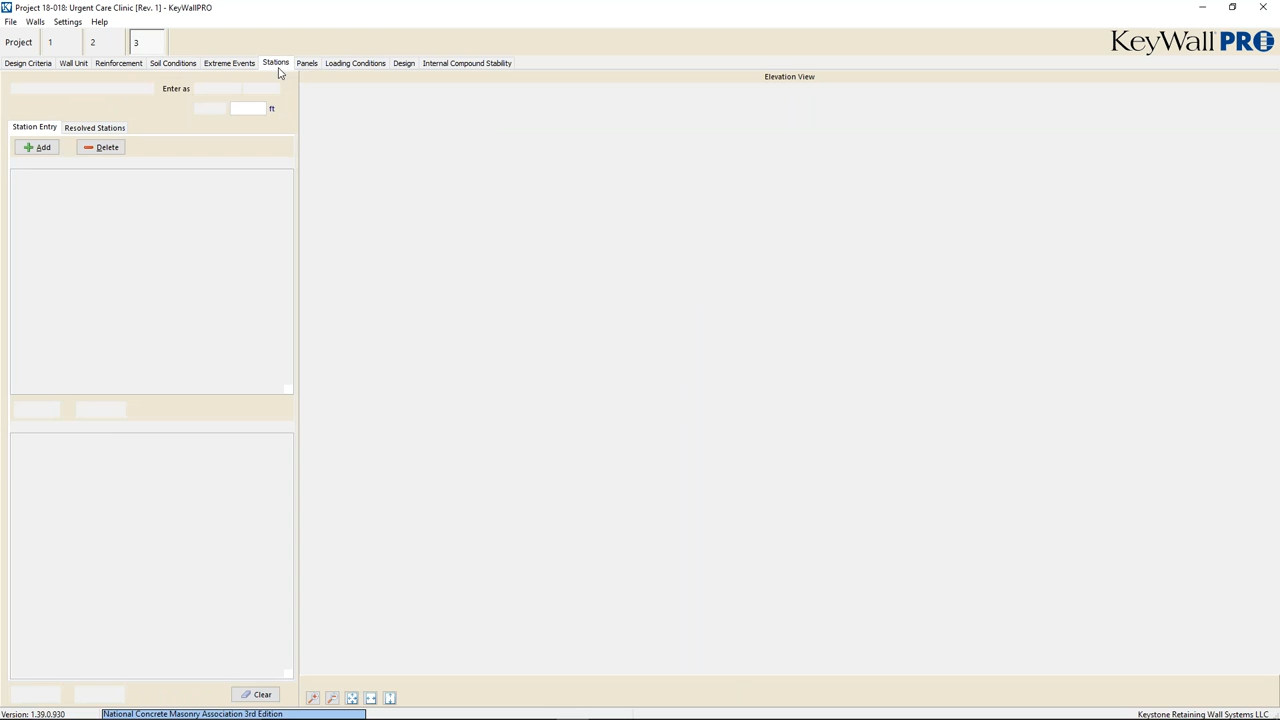 Project 18-018: Urgent Care Clinic [Rev. 1] - KeyWallPRO
File Walls Settings Help
Project 1 2 3
KeyWall PRO
Design Criteria Wall Unit Reinforcement Soil Conditions Extreme Events Stations Panels Loading Conditions Design Internal Compound Stability
Enter as
ft
Elevation View
Station Entry Resolved Stations
Add Delete
Clear
Version: 1.39.0.930 National Concrete Masonry Association 3rd Edition Keystone Retaining Wall Systems LLC